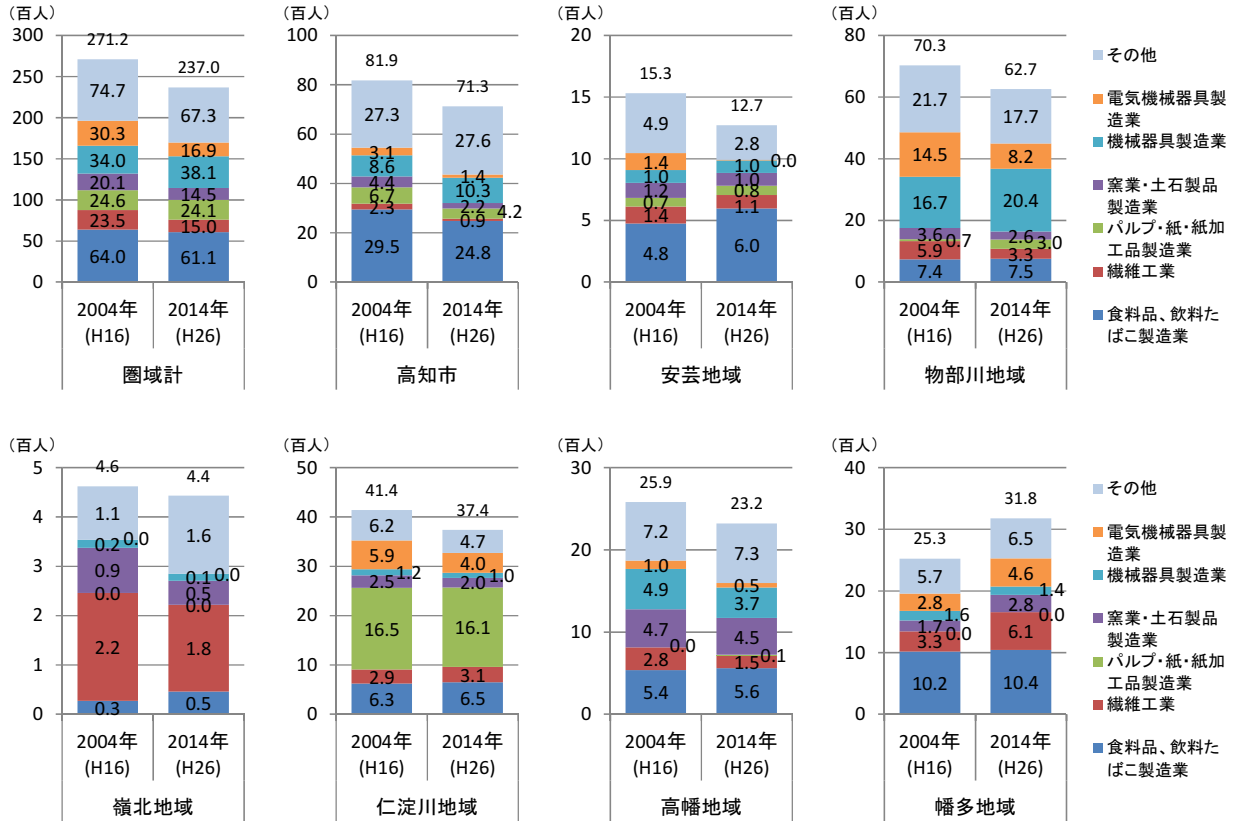 （百人）
300
250
200
150
100
50
0
271.2
74.7
30.3
34.0
20.1
24.6
23.5
64.0
237.0
67.3
16.9
38.1
14.5
24.1
15.0
61.1
2004年
(H16)
2014年
(H26)
圏域計
（百人）
100
80
60
40
20
0
81.9
27.3
3.1
8.6
4.4
6.7
2.3
29.5
71.3
27.6
1.4
10.3
2.2
4.2
0.9
24.8
2004年
(H16)
2014年
(H26)
高知市
（百人）
20
15
10
5
0
15.3
4.9
1.4
1.0
1.2
0.7
1.4
4.8
12.7
2.8
0.0
1.0
1.0
0.8
1.1
6.0
2004年
(H16)
2014年
(H26)
安芸地域
（百人）
80
60
40
20
0
70.3
21.7
14.5
16.7
3.6
0.7
5.9
7.4
62.7
17.7
8.2
20.4
2.6
3.0
3.3
7.5
2004年
(H16)
2014年
(H26)
物部川地域
その他
電気機械器具製
造業
機械器具製造業
窯業・土石製品
製造業
パルプ・紙・紙加
工品製造業
繊維工業
食料品、飲料た
ばこ製造業
（百人）
5
4
3
2
1
0
4.6
1.1
0.0
0.2
0.9
0.0
2.2
0.3
4.4
1.6
0.0
0.1
0.5
0.0
1.8
0.5
2004年
(H16)
2014年
(H26)
嶺北地域
（百人）
50
40
30
20
10
0
41.4
6.2
5.9
1.2
2.5
16.5
2.9
6.3
37.4
4.7
4.0
1.0
2.0
16.1
3.1
6.5
2004年
(H16)
2014年
(H26)
仁淀川地域
（百人）
30
20
10
0
25.9
7.2
1.0
4.9
4.7
0.0
2.8
5.4
23.2
7.3
0.5
3.7
4.5
0.1
1.5
5.6
2004年
(H16)
2014年
(H26)
高幡地域
（百人）
40
30
20
10
0
25.3
5.7
2.8
1.6
1.7
0.0
3.3
10.2
31.8
6.5
4.6
1.4
2.8
0.0
6.1
10.4
2004年
(H16)
2014年
(H26)
幡多地域
その他
電気機械器具製
造業
機械器具製造業
窯業・土石製品
製造業
パルプ・紙・紙加
工品製造業
繊維工業
食料品、飲料た
ばこ製造業